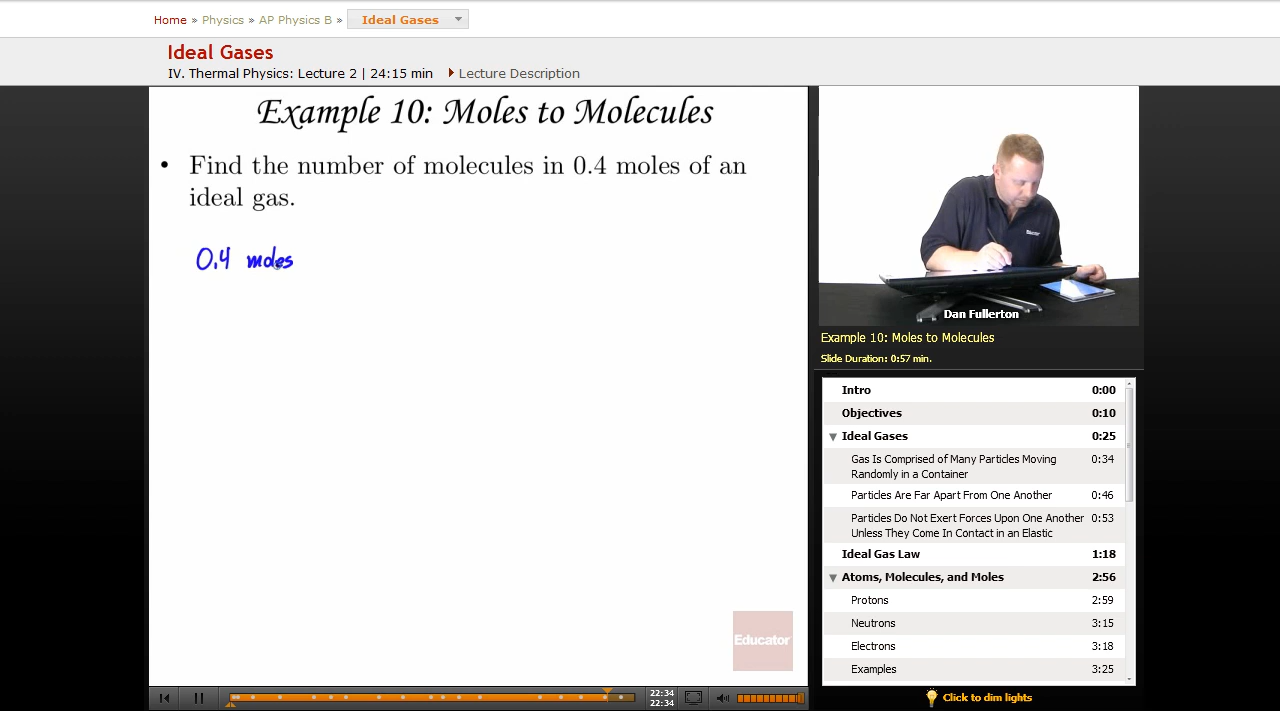 Home » Physics » AP Physics B » Ideal Gases
Ideal Gases
IV. Thermal Physics: Lecture 2 | 24:15 min Lecture Description
Example 10: Moles to Molecules
• Find the number of molecules in 0.4 moles of an
ideal gas.
0.4 moles
Educator
Dan Fullerton
Example 10: Moles to Molecules
Slide Duration: 0:57 min.
Intro 0:00
Objectives 0:10
Ideal Gases 0:25
Gas Is Comprised of Many Particles Moving 0:34
Randomly in a Container
Particles Are Far Apart From One Another 0:46
Particles Do Not Exert Forces Upon One Another 0:53
Unless They Come In Contact in an Elastic
Ideal Gas Law 1:18
Atoms, Molecules, and Moles 2:56
Protons 2:59
Neutrons 3:15
Electrons 3:18
Examples 3:25
22:34
22:34
Click to dim lights